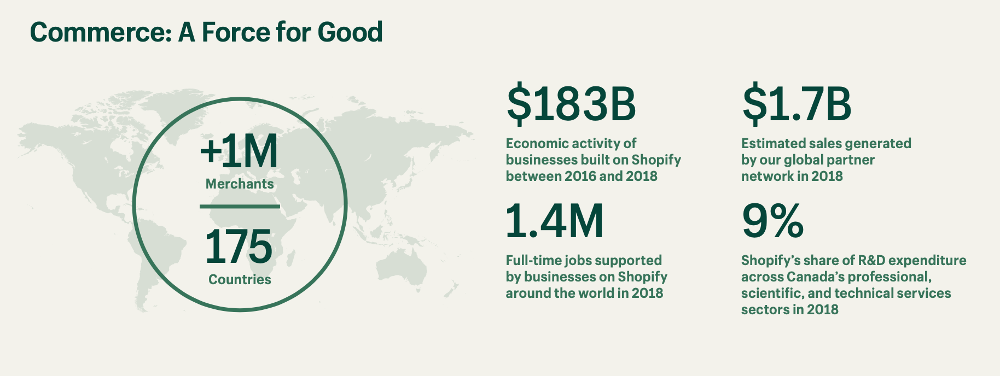 Commerce: A Force for Good
+1M
Merchants
175
Countries
$183B
Economic activity of
businesses built on Shopify
between 2016 and 2018
$1.7B
Estimated sales generated
by our global partner
network in 2018
1.4M
Full-time jobs supported
by businesses on Shopify
around the world in 2018
9%
Shopify’s share of R&D expenditure
across Canada’s professional,
scientific, and technical services
sectors in 2018